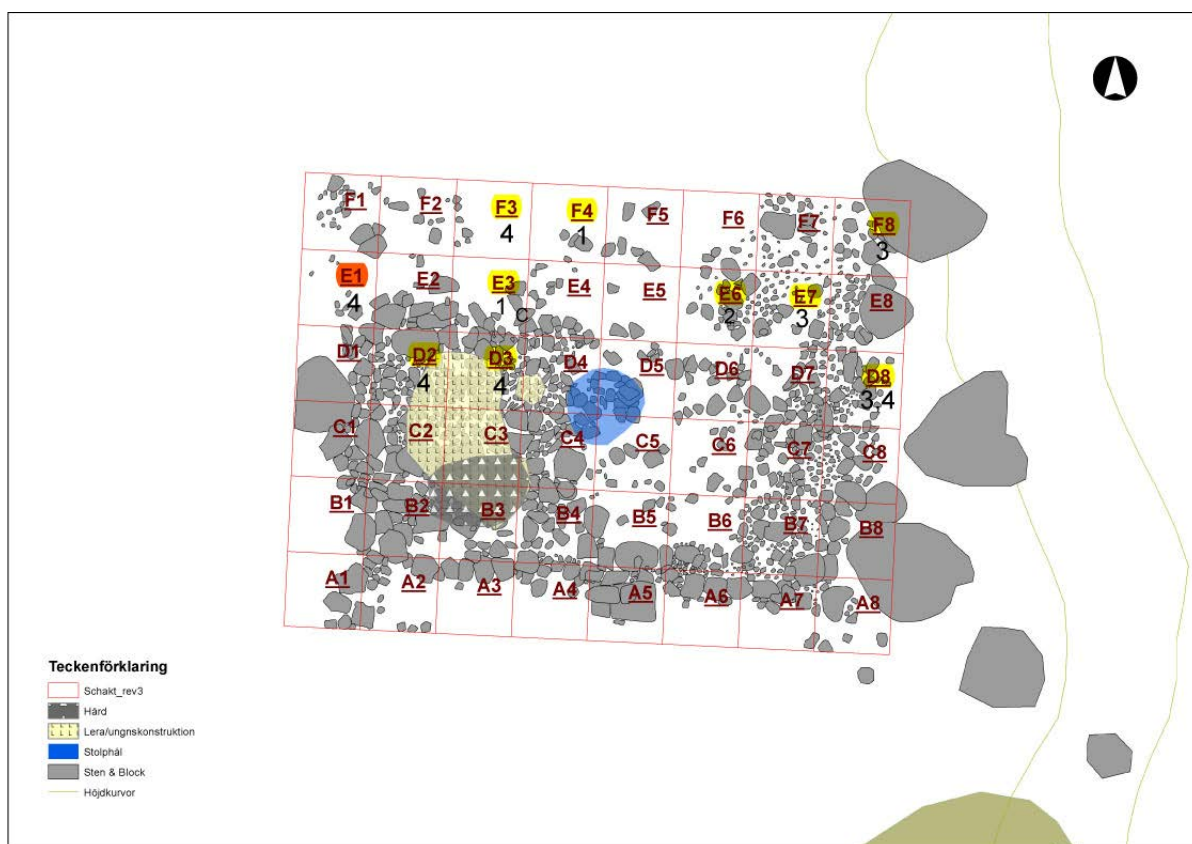 F1 F2 F3 F4 F5 F6 F7 F8
4 1 3
E1 E2 E3 E4 E5 E6 E7 E8
4 1 C 2 3
D1 D2 D3 D4 D5 D6 D7 D8
4 4 3,4
C1 C2 C3 C4 C5 C6 C7 C8
B1 B2 B3 B4 B5 B6 B7 B8
A1 A2 A3 A4 A5 A6 A7 A8
Teckenförklaring
Schakt_rev3
Härd
Lera/ungnskonstruktion
Stolphål
Sten & Block
Höjdkurvor